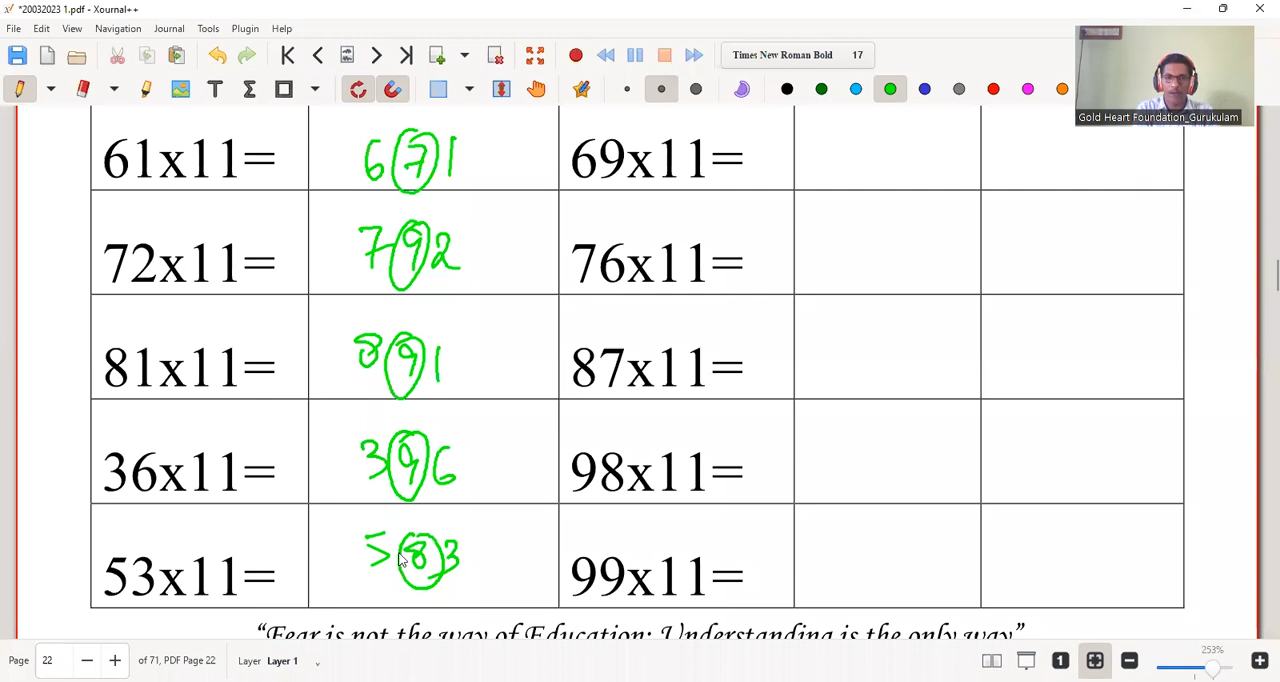 *20032023 1.pdf - Xournal++
File Edit View Navigation Journal Tools Plugin Help
Times New Roman Bold 17
Gold Heart Foundation_Gurukulam
61x11= 671 69x11=
72x11= 792 76x11=
81x11= 891 87x11=
36x11= 396 98x11=
53x11= 583 99x11=
“Fear is not the way of Education; Understanding is the only way”
Page 22 of 71, PDF Page 22 Layer Layer 1 1 253%